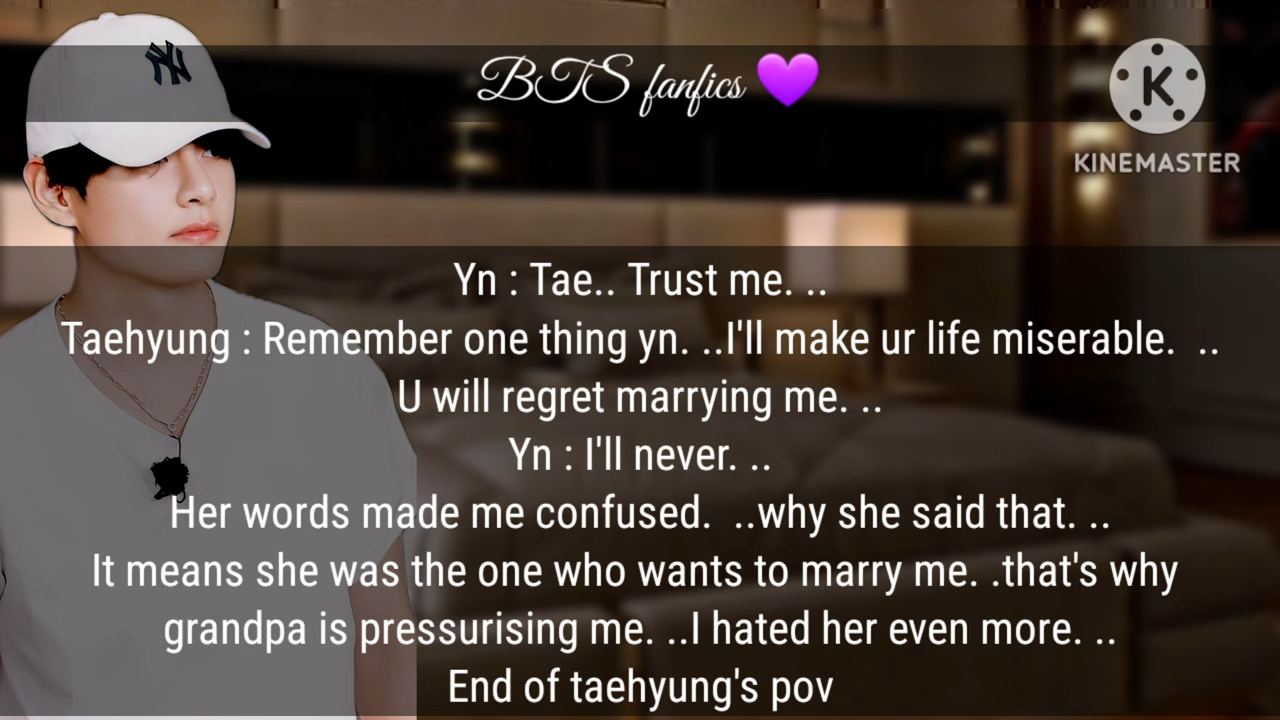 BTS fanfics 💜
NY
K
KINEMASTER
Yn : Tae.. Trust me. ..
Taehyung : Remember one thing yn. ..I'll make ur life miserable.  ..
U will regret marrying me. ..
Yn : I'll never. ..
Her words made me confused.  ..why she said that. ..
It means she was the one who wants to marry me. .that's why
grandpa is pressurising me. ..I hated her even more. ..
End of taehyung's pov